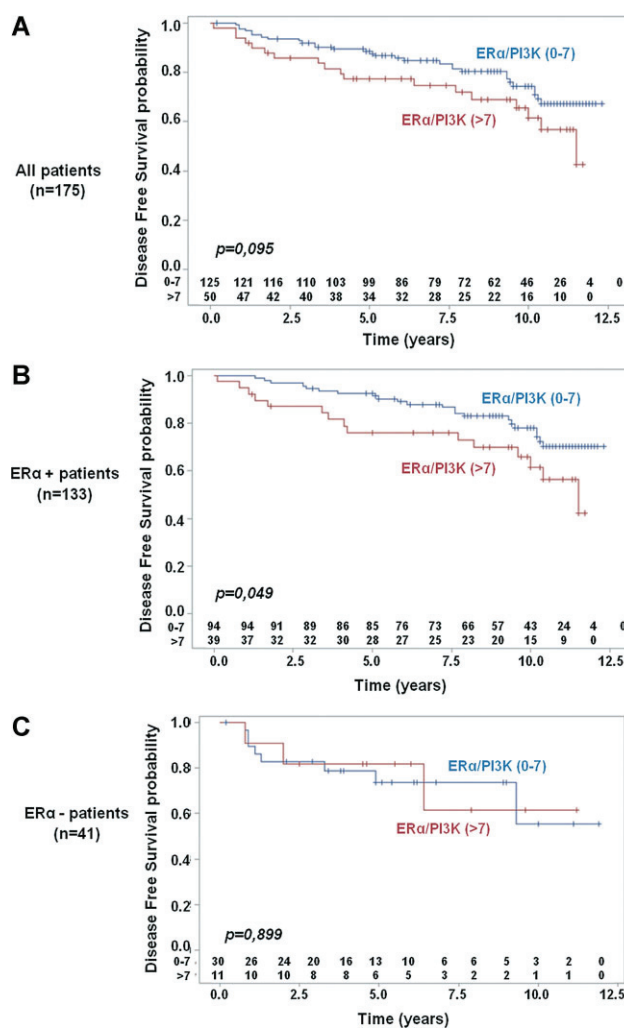 A
Disease Free Survival probability
1.0
0.8
0.6
0.4
0.2
0.0
ERα/PI3K (0-7)
ERα/PI3K (>7)
All patients
(n=175)
p=0,095
0-7 125 121 116 110 103 99 86 79 72 62 46 26 4 0
>7 50 47 42 40 38 34 32 28 25 22 16 10 0
0.0 2.5 5.0 7.5 10.0 12.5
Time (years)
B
Disease Free Survival probability
1.0
0.8
0.6
0.4
0.2
0.0
ERα/PI3K (0-7)
ERα/PI3K (>7)
ERα + patients
(n=133)
p=0,049
0-7 94 94 91 89 86 85 76 73 66 57 43 24 4 0
>7 39 37 32 32 30 28 27 25 23 20 15 9 0
0.0 2.5 5.0 7.5 10.0 12.5
Time (years)
C
Disease Free Survival probability
1.0
0.8
0.6
0.4
0.2
0.0
ERα/PI3K (0-7)
ERα/PI3K (>7)
ERα - patients
(n=41)
p=0,899
0-7 30 26 24 20 16 13 10 6 6 5 3 2 0
>7 11 10 10 8 8 6 5 3 2 2 1 1 0
0.0 2.5 5.0 7.5 10.0 12.5
Time (years)